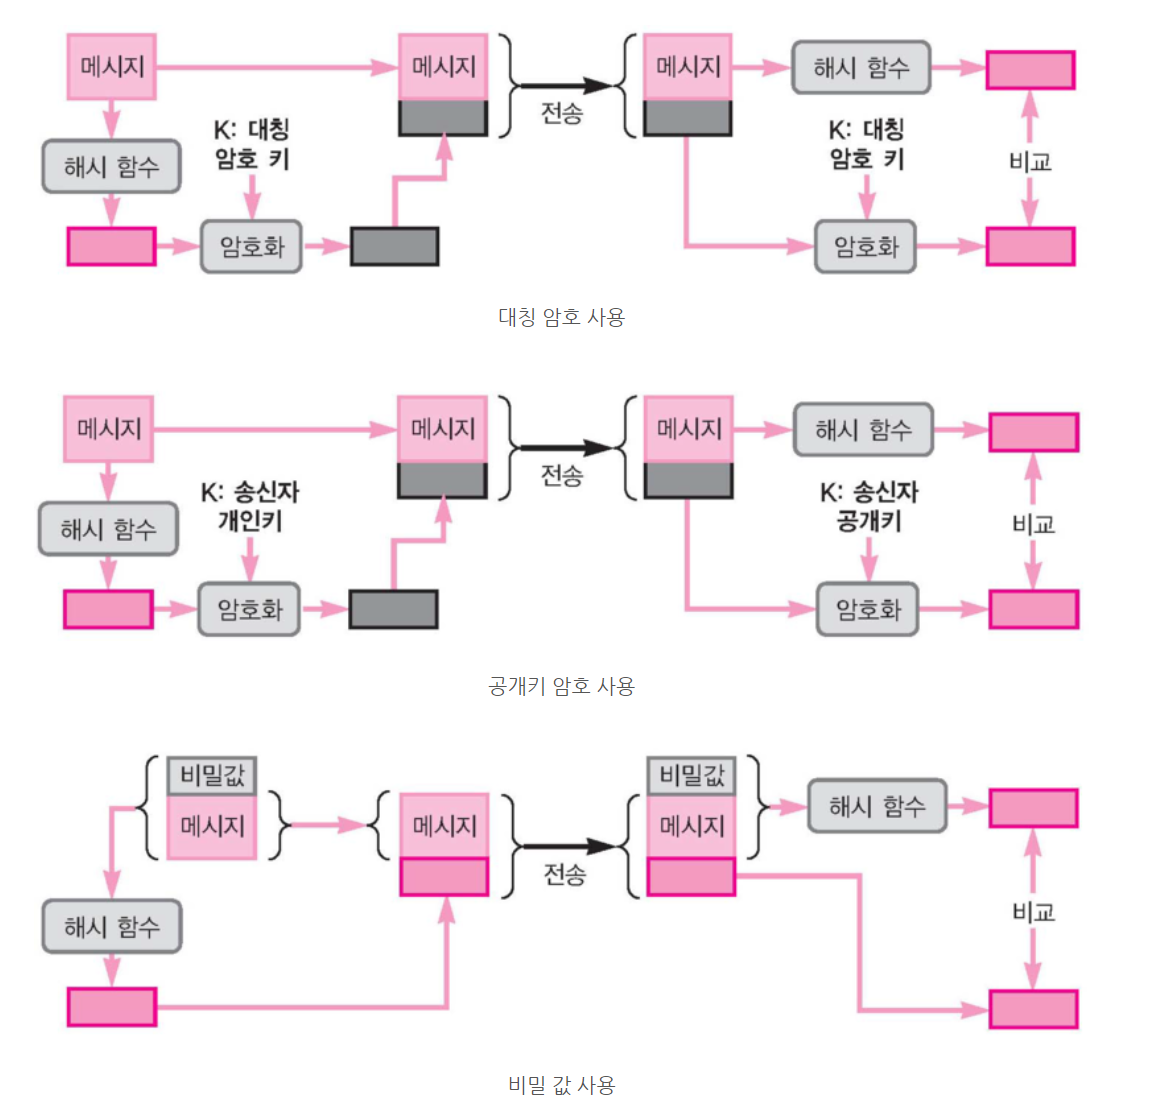 메시지
메시지
전송
메시지
해시 함수
K: 대칭
암호 키
해시 함수
암호화
K: 대칭
암호 키
암호화
비교
대칭 암호 사용
메시지
메시지
전송
메시지
해시 함수
K: 송신자
개인키
해시 함수
암호화
K: 송신자
공개키
암호화
비교
공개키 암호 사용
비밀값
메시지
메시지
전송
비밀값
메시지
해시 함수
해시 함수
비교
비밀 값 사용